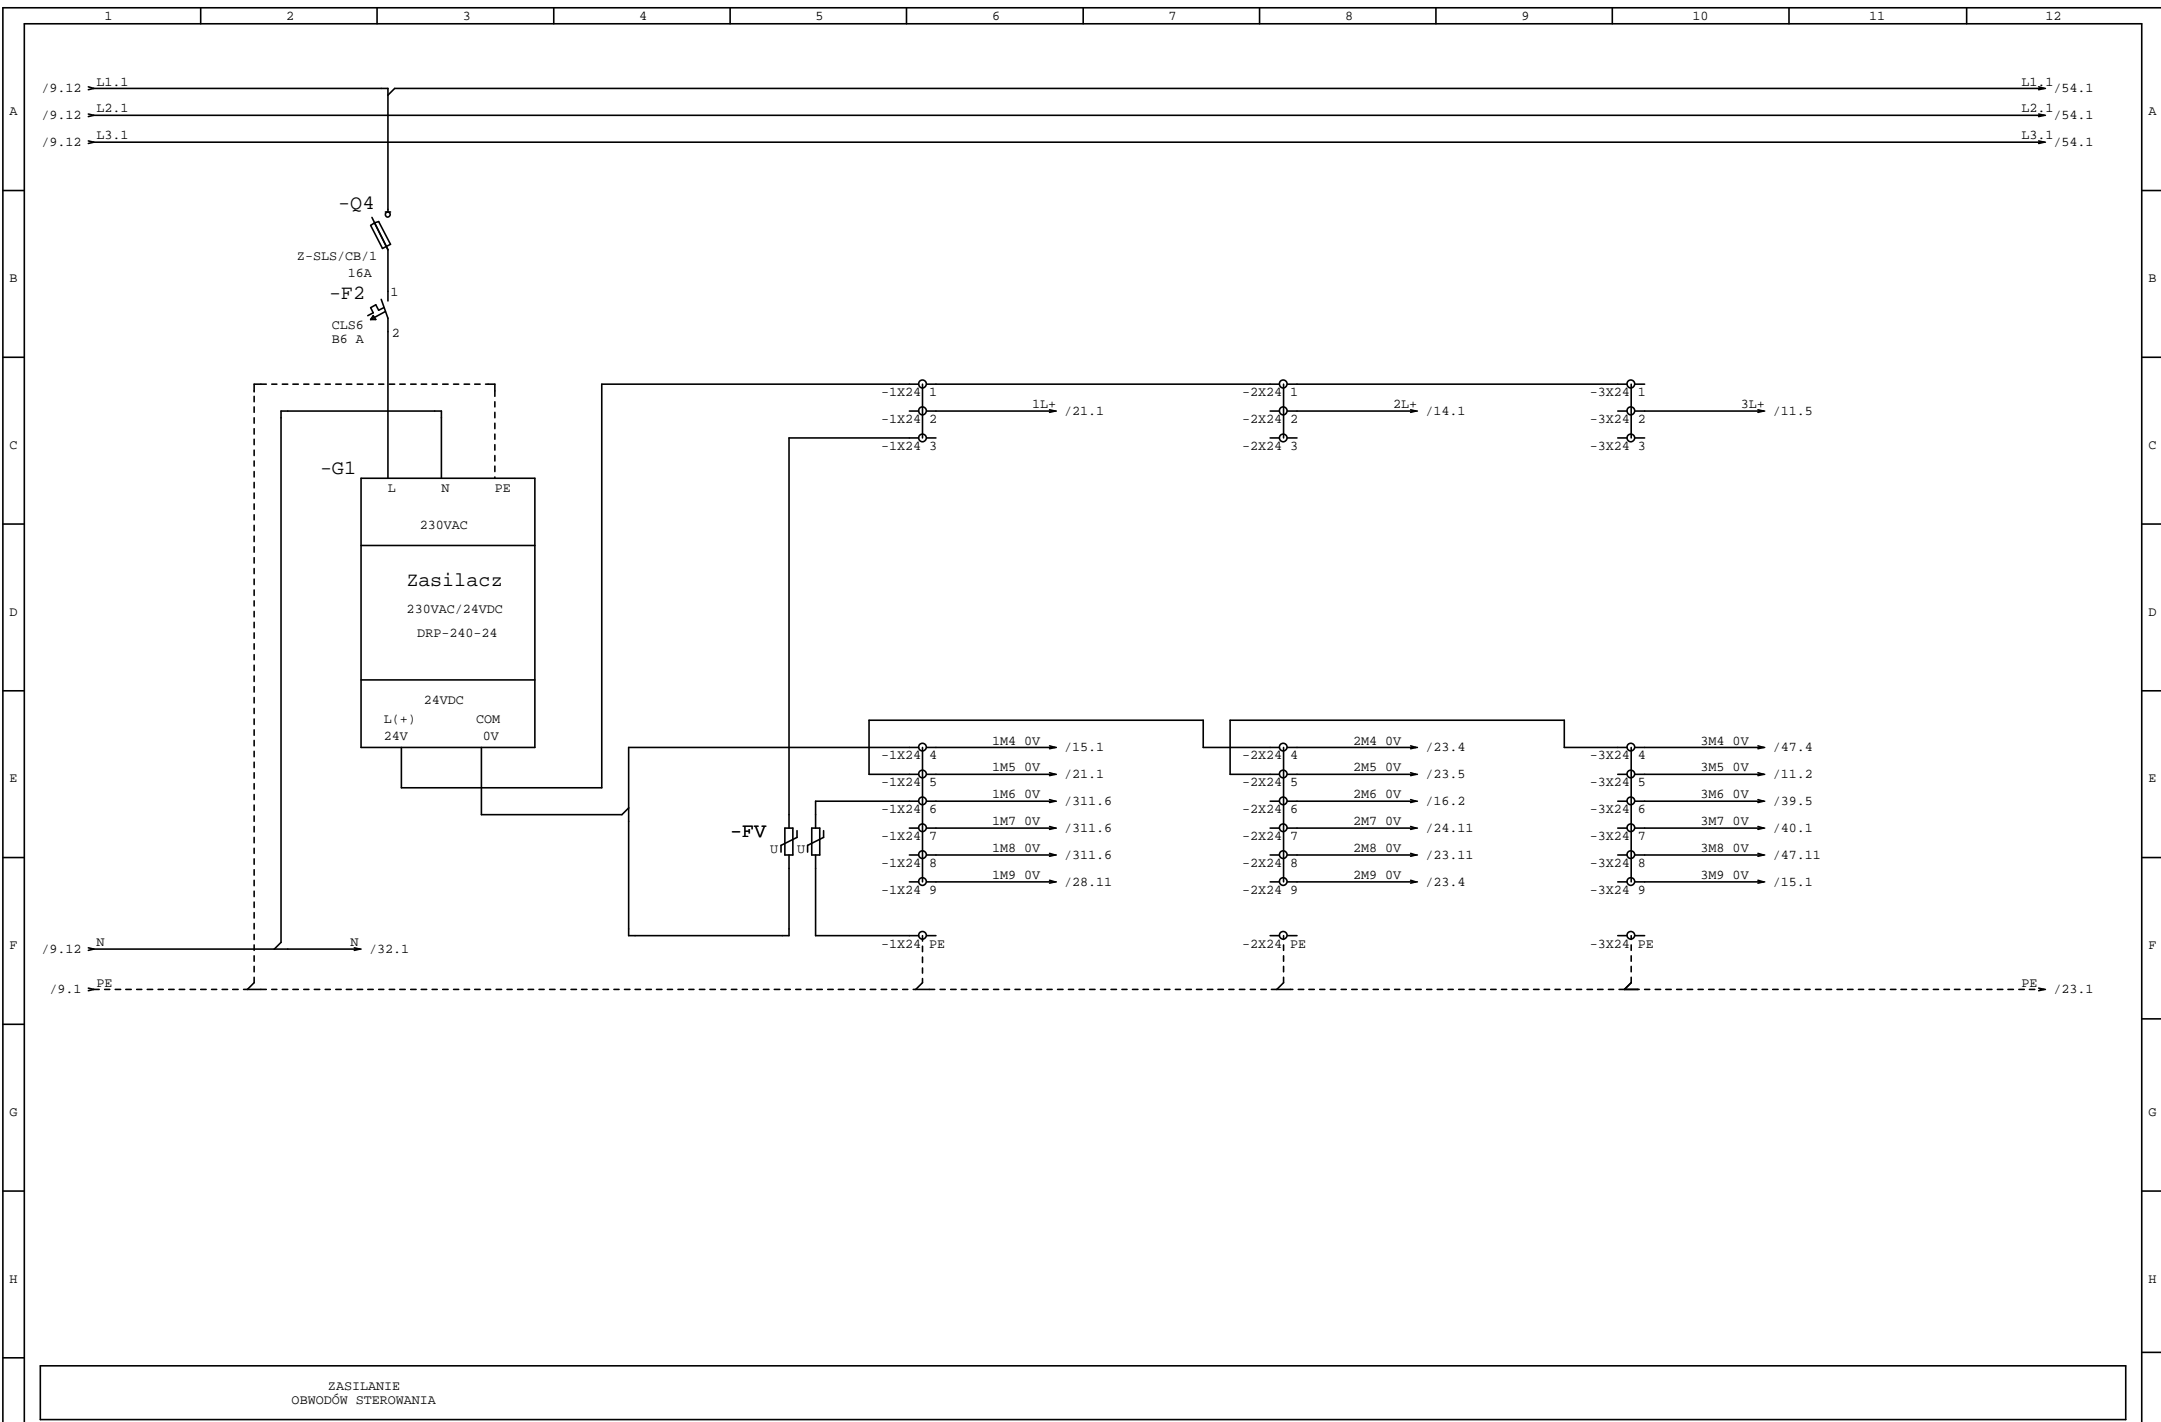 1 2 3 4 5 6 7 8 9 10 11 12
/9.12 L1.1 L1.1 /54.1
A /9.12 L2.1 L2.1 /54.1 A
/9.12 L3.1 L3.1 /54.1
-Q4
Z-SLS/CB/1
16A
B B
-F2 1
CLS6
B6 A
2
-1X24 1 -2X24 1 -3X24 1
1L+ /21.1 2L+ /14.1 3L+ /11.5
-1X24 2 -2X24 2 -3X24 2
C -1X24 3 -2X24 3 -3X24 3 C
-G1
L N PE
230VAC
Zasilacz
D 230VAC/24VDC D
DRP-240-24
24VDC
L(+) COM
24V 0V
1M4 0V /15.1 2M4 0V /23.4 3M4 0V /47.4
-1X24 4 -2X24 4 -3X24 4
E 1M5 0V /21.1 2M5 0V /23.5 3M5 0V /11.2 E
-1X24 5 -2X24 5 -3X24 5
1M6 0V /311.6 2M6 0V /16.2 3M6 0V /39.5
-1X24 6 -2X24 6 -3X24 6
-FV 1M7 0V /311.6 2M7 0V /24.11 3M7 0V /40.1
-1X24 7 -2X24 7 -3X24 7
U U 1M8 0V /311.6 2M8 0V /23.11 3M8 0V /47.11
-1X24 8 -2X24 8 -3X24 8
1M9 0V /28.11 2M9 0V /23.4 3M9 0V /15.1
-1X24 9 -2X24 9 -3X24 9
F /9.12 N N /32.1 -1X24 PE -2X24 PE -3X24 PE F
/9.1 PE PE /23.1
G G
H H
ZASILANIE
OBWODÓW STEROWANIA